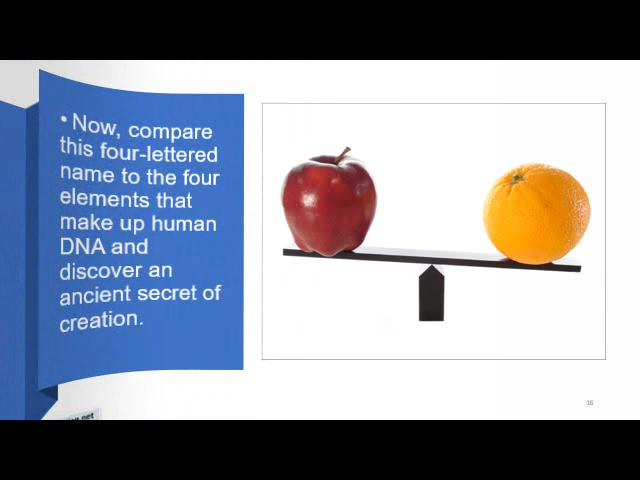 • Now, compare
this four-lettered
name to the four
elements that
make up human
DNA and
discover an
ancient secret of
creation.
16